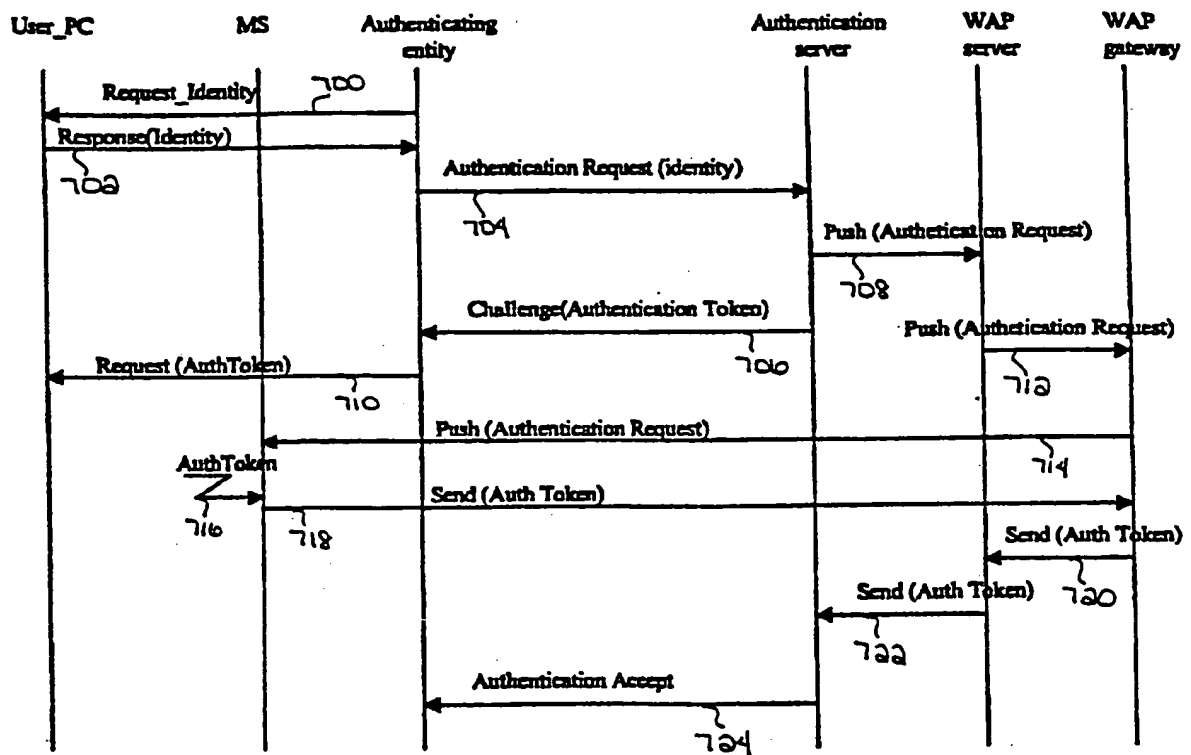 User_PC
MS
Authenticating
entity
Authentication
server
WAP
server
WAP
gateway
Request_Identity
700
Response(Identity)
702
Authentication Request (identity)
704
Push (Authetication Request)
708
Challenge(Authentication Token)
706
Push (Authetication Request)
712
Request (AuthToken)
710
Push (Authentication Request)
714
AuthToken
716
Send (Auth Token)
718
Send (Auth Token)
720
Send (Auth Token)
722
Authentication Accept
724